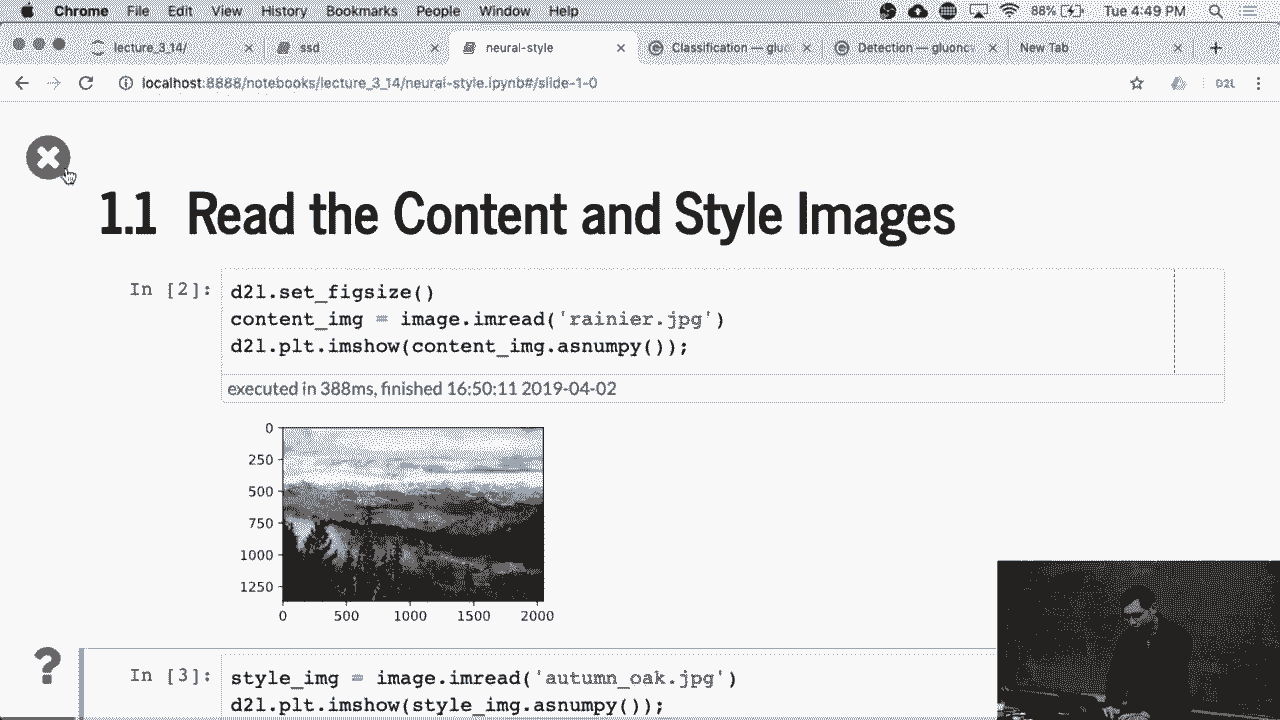 Chrome File Edit View History Bookmarks People Window Help 88% Tue 4:49 PM
lecture_3_14/ ssd neural-style Classification — gluo Detection — gluoncv New Tab
localhost:8888/notebooks/lecture_3_14/neural-style.ipynb#/slide-1-0 D2L
1.1 Read the Content and Style Images
In [2]: d2l.set_figsize()
content_img = image.imread('rainier.jpg')
d2l.plt.imshow(content_img.asnumpy());
executed in 388ms, finished 16:50:11 2019-04-02
0
250
500
750
1000
1250
0 500 1000 1500 2000
?
In [3]: style_img = image.imread('autumn_oak.jpg')
d2l.plt.imshow(style_img.asnumpy());